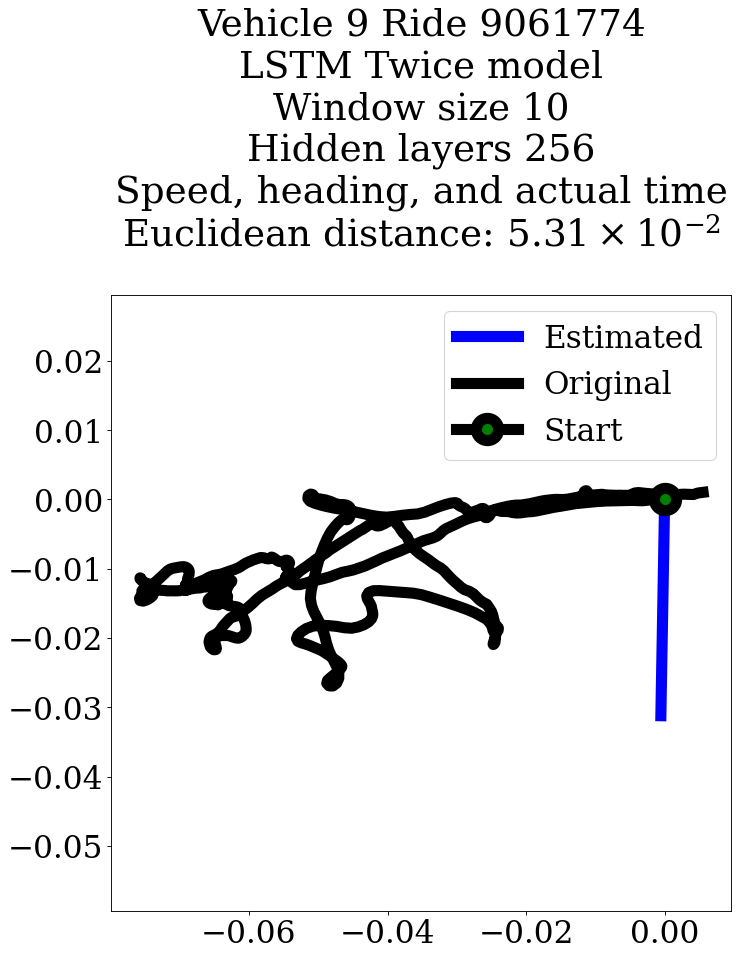 Vehicle 9 Ride 9061774
LSTM Twice model
Window size 10
Hidden layers 256
Speed, heading, and actual time
Euclidean distance: 5.31 × 10⁻²
Estimated
Original
Start
0.02
0.01
0.00
−0.01
−0.02
−0.03
−0.04
−0.05
−0.06 −0.04 −0.02 0.00